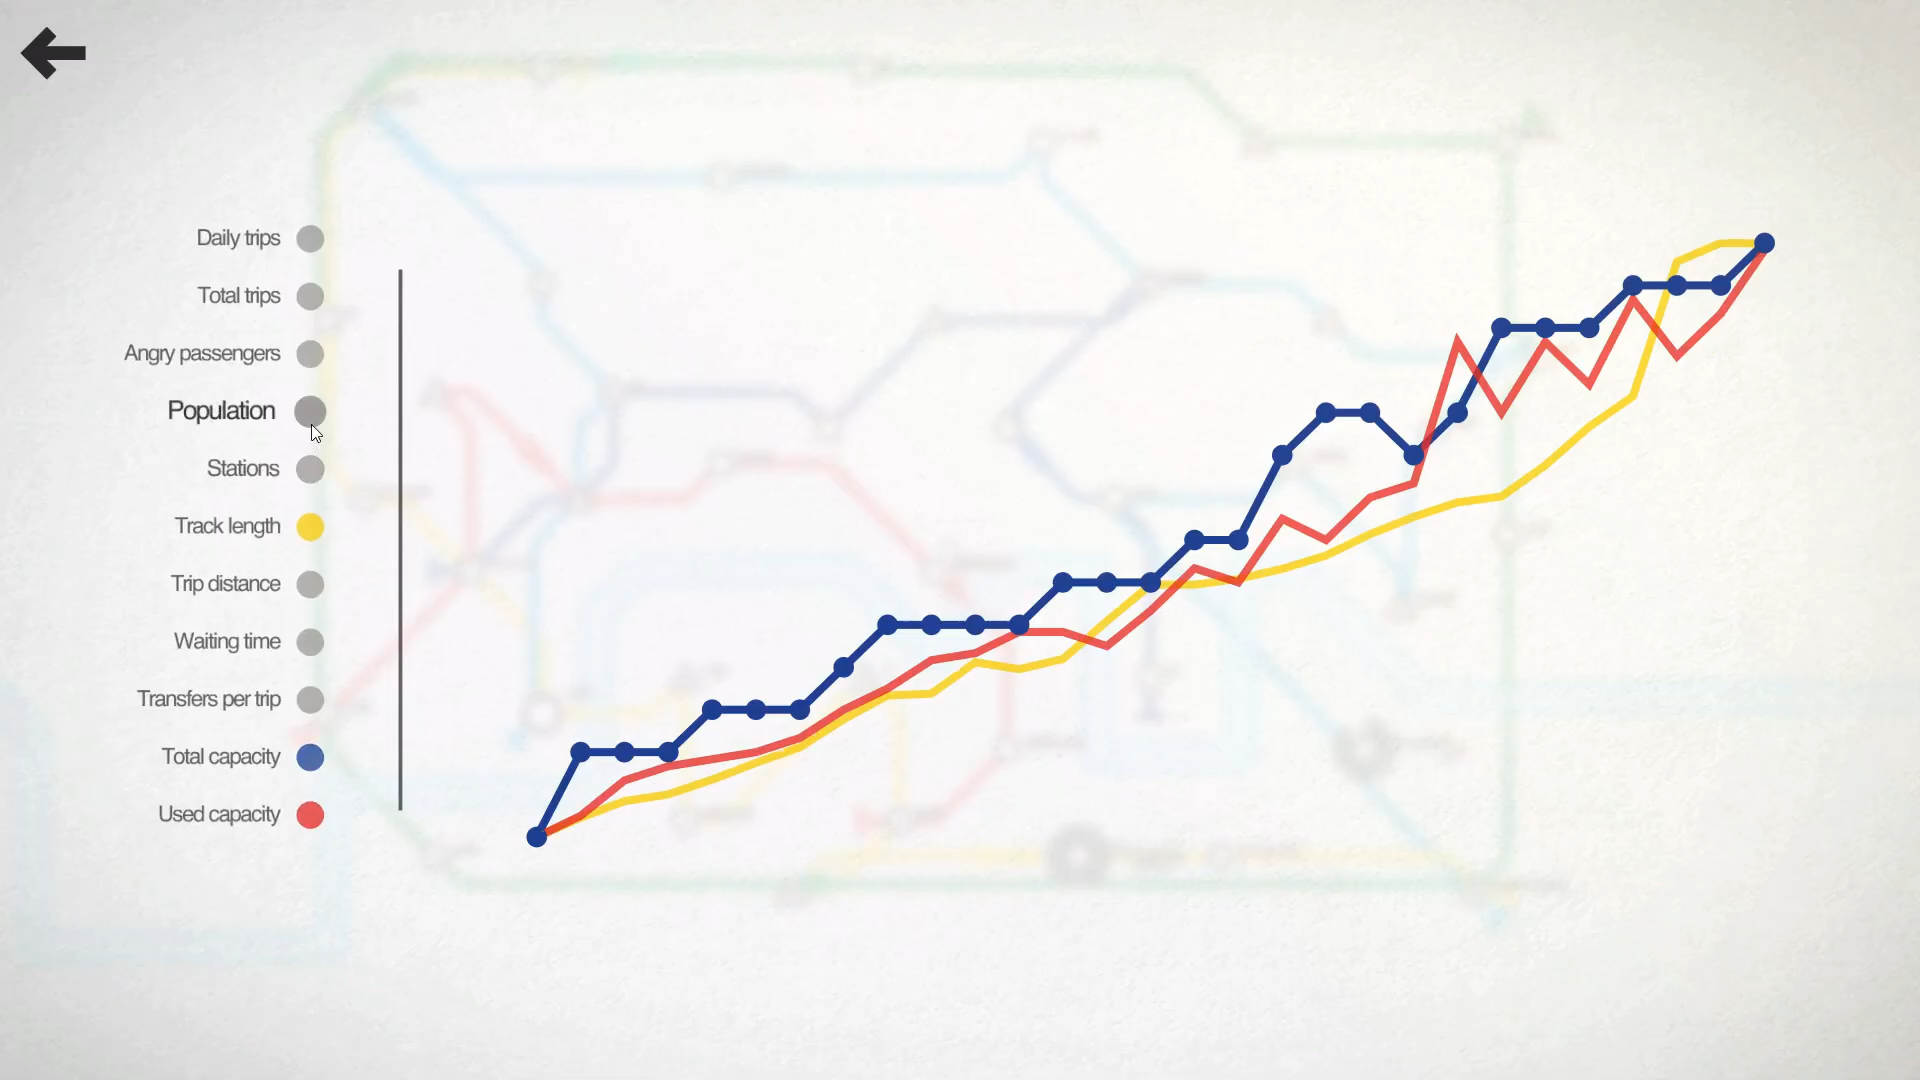 Daily trips
Total trips
Angry passengers
Population
Stations
Track length
Trip distance
Waiting time
Transfers per trip
Total capacity
Used capacity